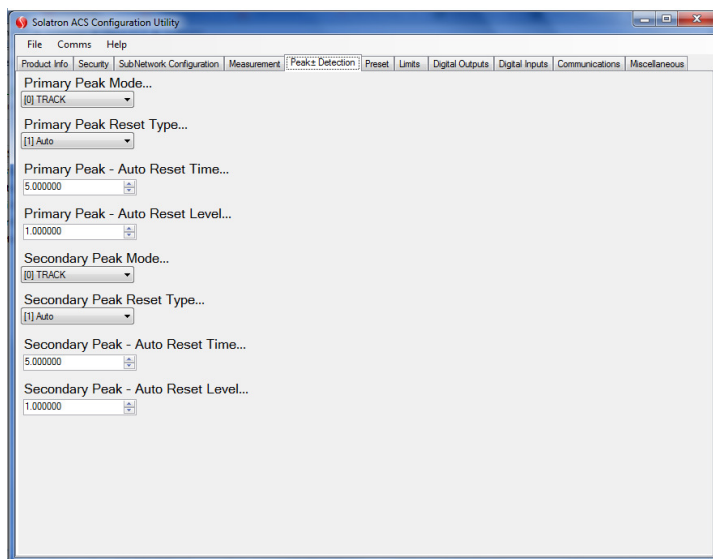 Solatron ACS Configuration Utility
File Comms Help
Product Info Security SubNetwork Configuration Measurement Peak± Detection Preset Limits Digital Outputs Digital Inputs Communications Miscellaneous
Primary Peak Mode...
[0] TRACK
Primary Peak Reset Type...
[1] Auto
Primary Peak - Auto Reset Time...
5.000000
Primary Peak - Auto Reset Level...
1.000000
Secondary Peak Mode...
[0] TRACK
Secondary Peak Reset Type...
[1] Auto
Secondary Peak - Auto Reset Time...
5.000000
Secondary Peak - Auto Reset Level...
1.000000